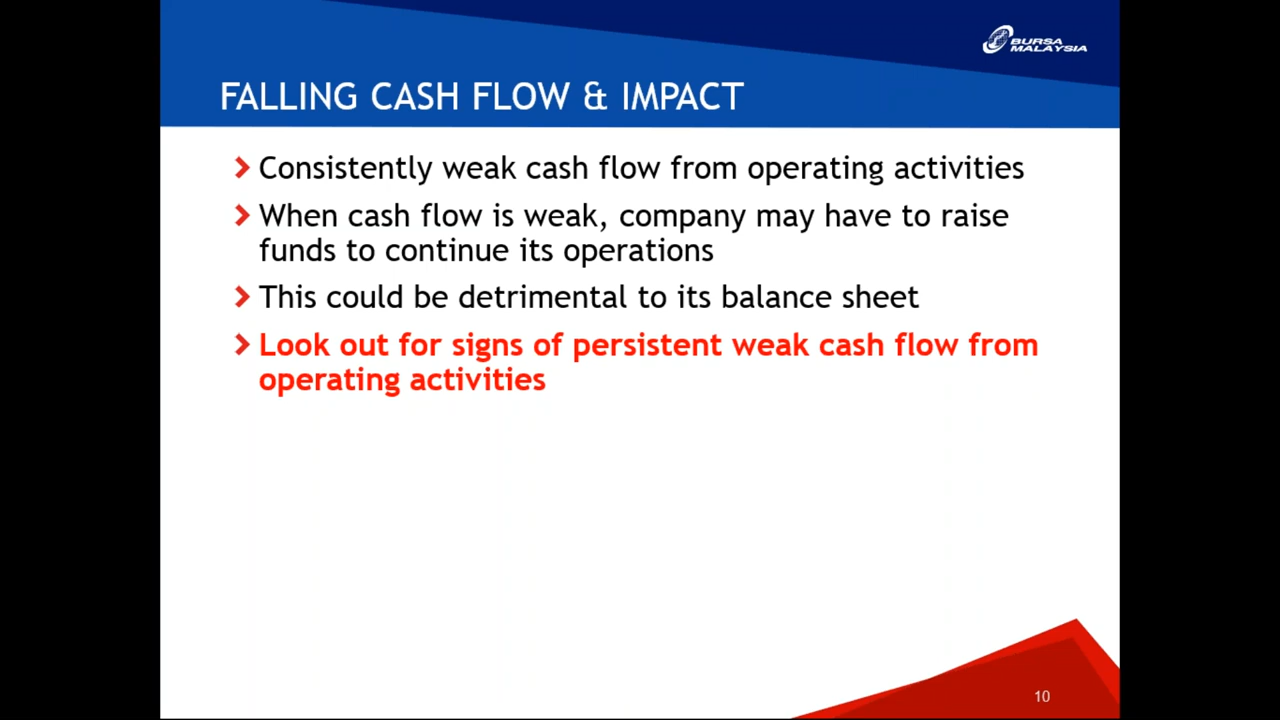 BURSA
MALAYSIA
FALLING CASH FLOW & IMPACT
Consistently weak cash flow from operating activities
When cash flow is weak, company may have to raise
funds to continue its operations
This could be detrimental to its balance sheet
Look out for signs of persistent weak cash flow from
operating activities
10